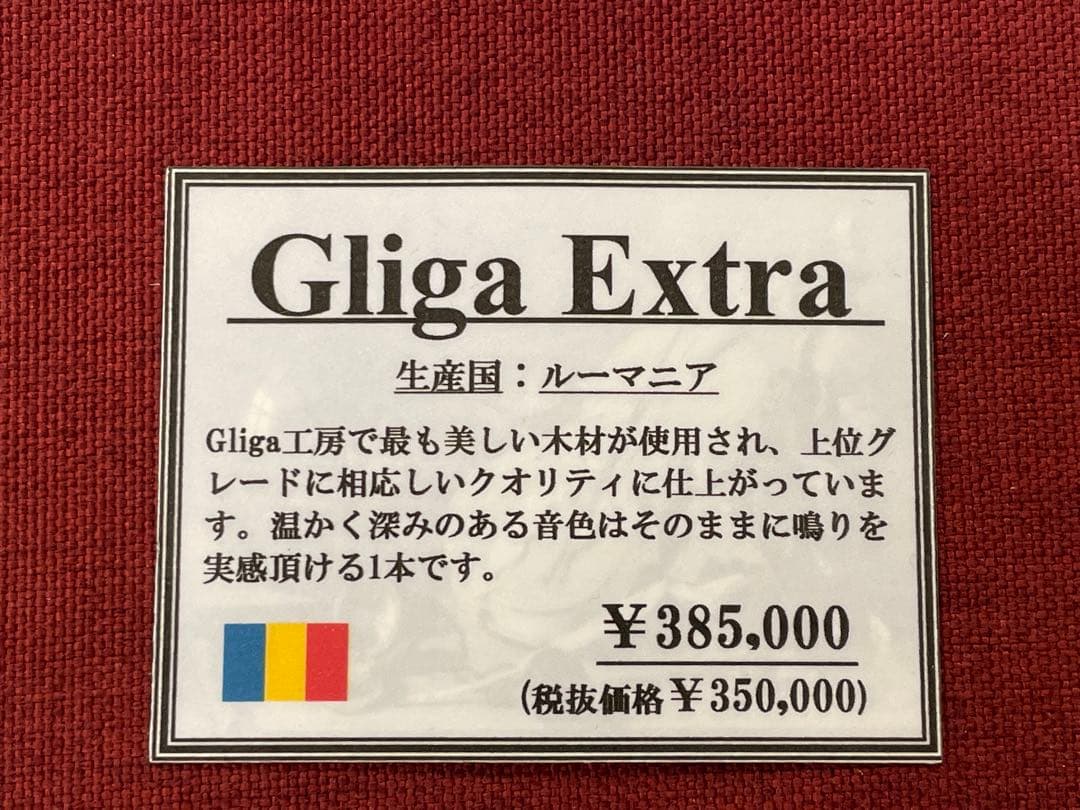 Gliga Extra
生産国：ルーマニア
Gliga工房で最も美しい木材が使用され、上位グ
レードに相応しいクオリティに仕上がっていま
す。温かく深みのある音色はそのままに鳴りを
実感頂ける1本です。
￥385,000
(税抜価格￥350,000)